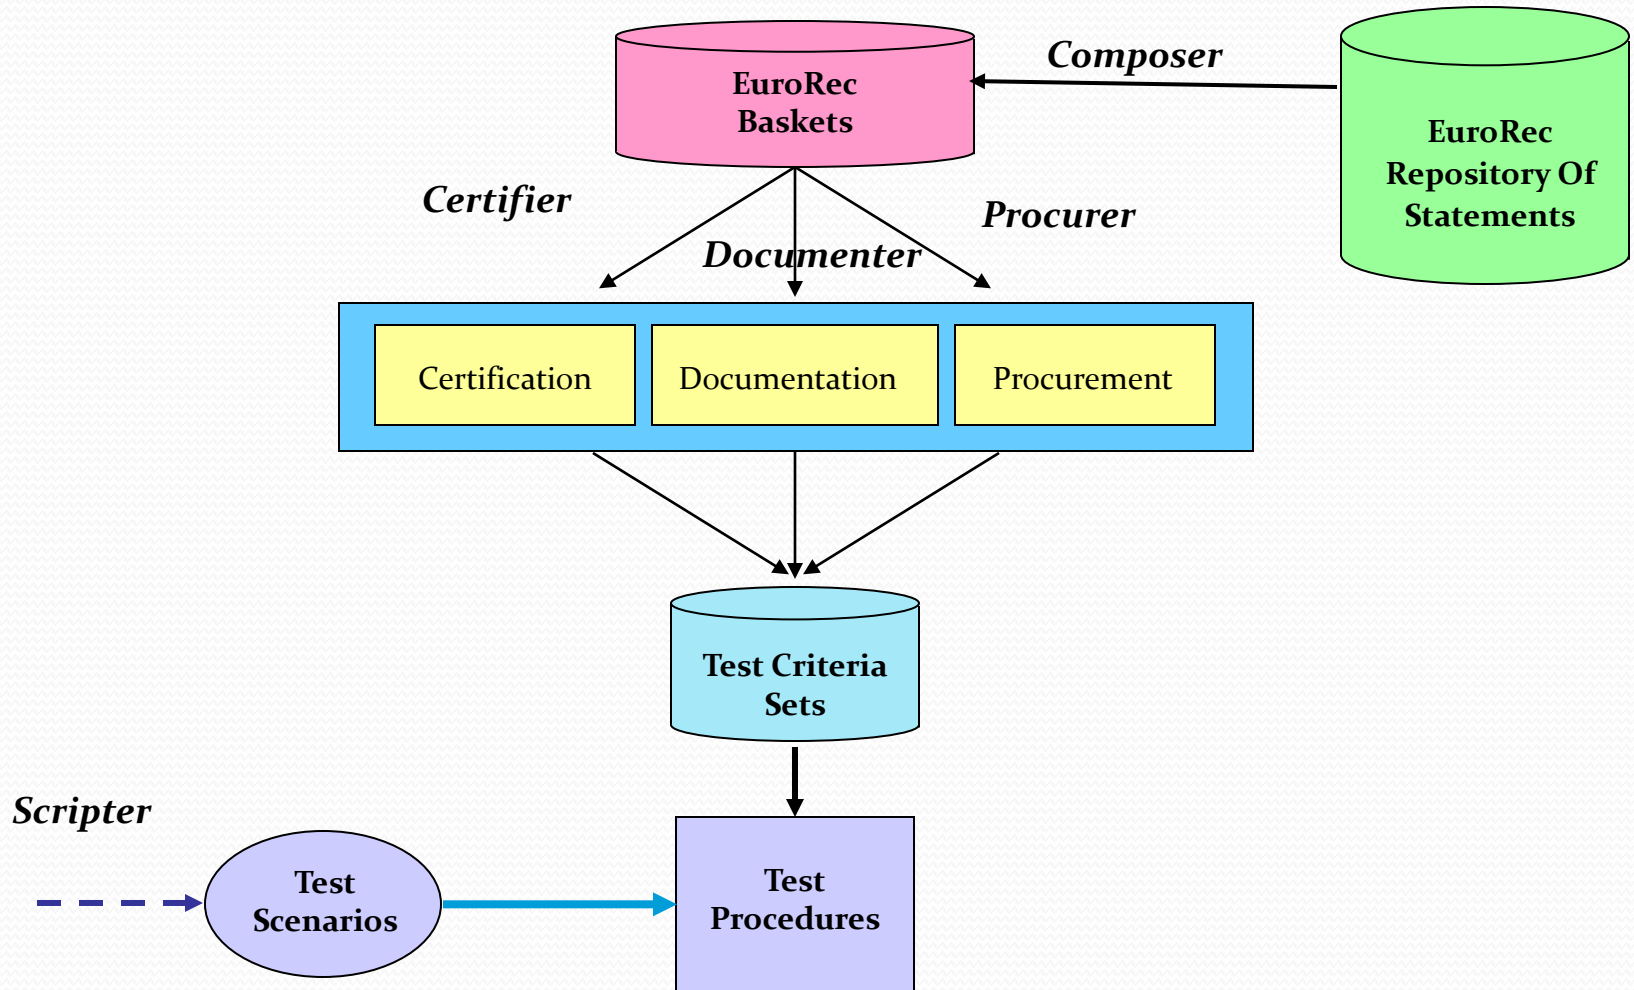 Composer
EuroRec
Baskets
EuroRec
Repository Of
Statements
Certifier
Procurer
Documenter
Certification
Documentation
Procurement
Test Criteria
Sets
Scripter
Test
Scenarios
Test
Procedures